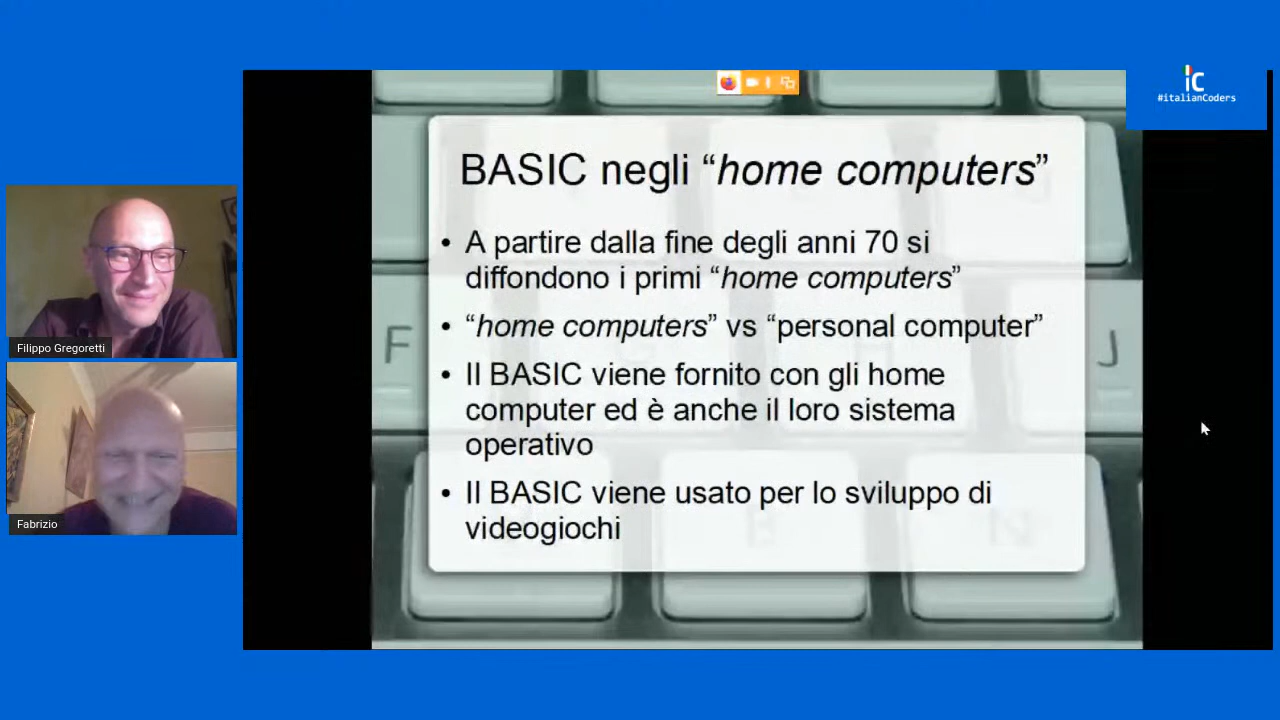 iC
#italianCoders
BASIC negli “home computers”
• A partire dalla fine degli anni 70 si
diffondono i primi “home computers”
• “home computers” vs “personal computer”
• Il BASIC viene fornito con gli home
computer ed è anche il loro sistema
operativo
• Il BASIC viene usato per lo sviluppo di
videogiochi
F
J
N
Filippo Gregoretti
Fabrizio